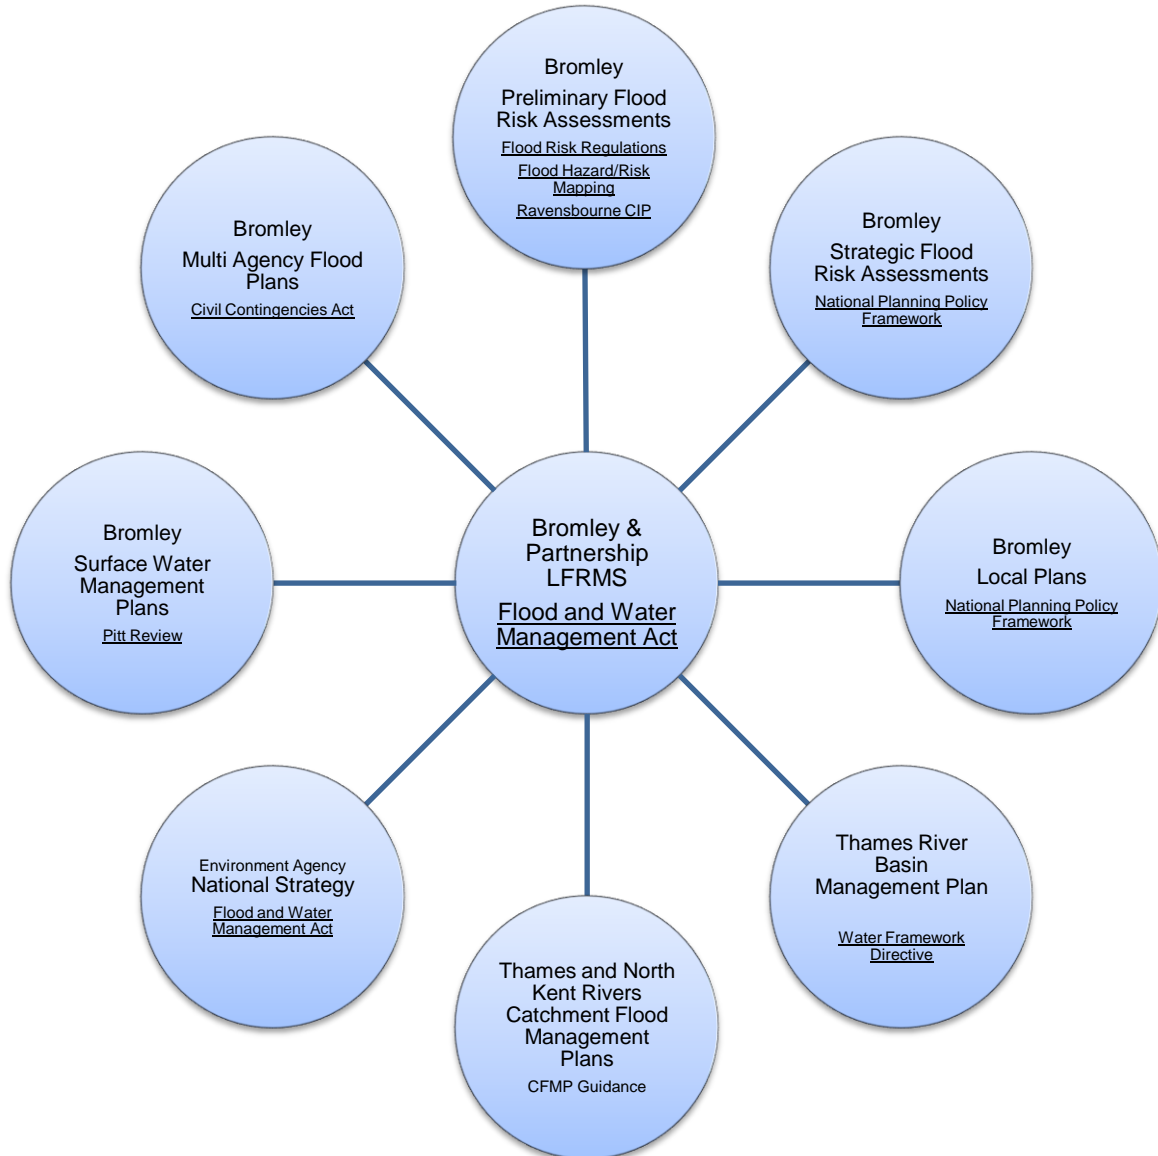 Bromley
Preliminary Flood
Risk Assessments
Flood Risk Regulations
Flood Hazard/Risk
Mapping
Ravensbourne CIP
Bromley
Strategic Flood
Risk Assessments
National Planning Policy
Framework
Bromley
Local Plans
National Planning Policy
Framework
Thames River
Basin
Management Plan
Water Framework
Directive
Thames and North
Kent Rivers
Catchment Flood
Management
Plans
CFMP Guidance
Environment Agency
National Strategy
Flood and Water
Management Act
Bromley
Surface Water
Management
Plans
Pitt Review
Bromley
Multi Agency Flood
Plans
Civil Contingencies Act
Bromley &
Partnership
LFRMS
Flood and Water
Management Act